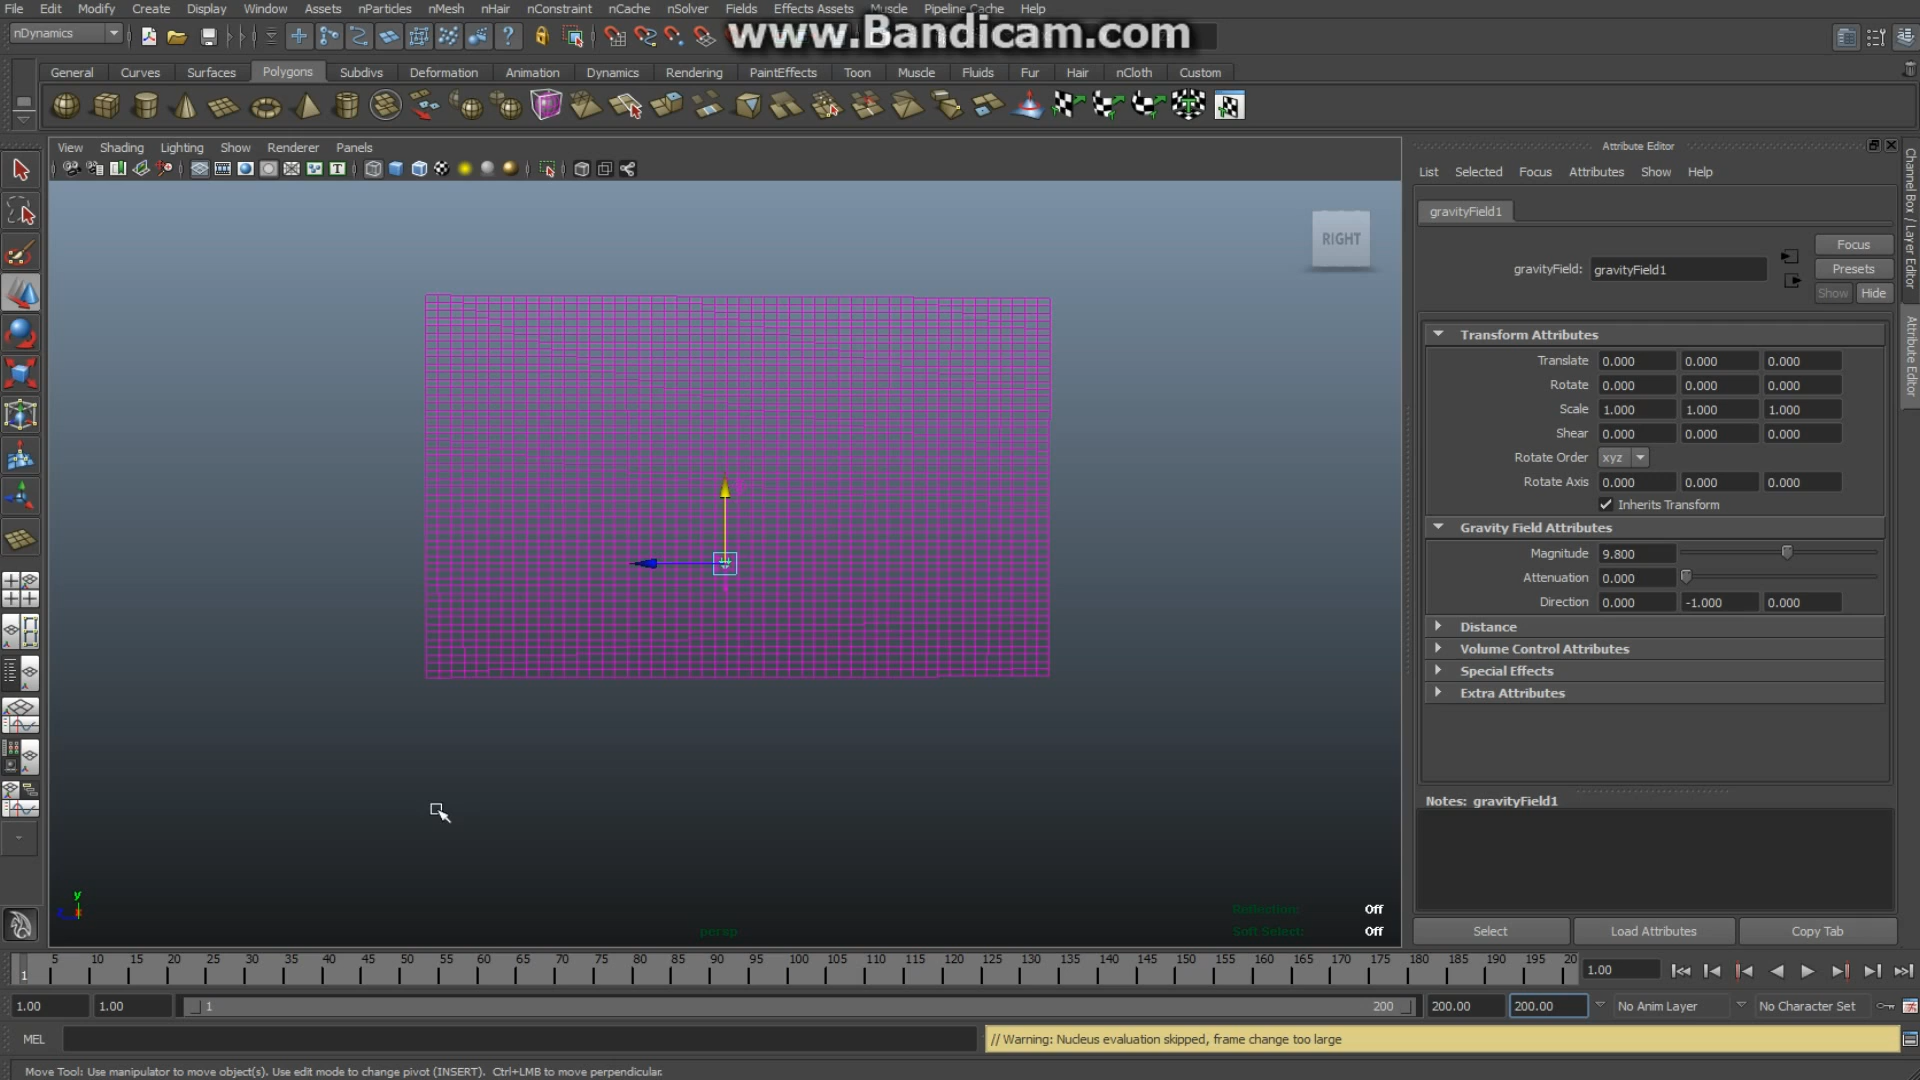 File Edit Modify Create Display Window Assets nParticles nMesh nHair nConstraint nCache nSolver Fields Effects Assets Muscle Pipeline Cache Help
www.Bandicam.com
nDynamics
General Curves Surfaces Polygons Subdivs Deformation Animation Dynamics Rendering PaintEffects Toon Muscle Fluids Fur Hair nCloth Custom
View Shading Lighting Show Renderer Panels
RIGHT
Reflection: Off
Soft Select: Off
persp
y
Attribute Editor
List Selected Focus Attributes Show Help
gravityField1
Focus
gravityField: gravityField1
Presets
Show Hide
Transform Attributes
Translate 0.000 0.000 0.000
Rotate 0.000 0.000 0.000
Scale 1.000 1.000 1.000
Shear 0.000 0.000 0.000
Rotate Order xyz
Rotate Axis 0.000 0.000 0.000
Inherits Transform
Gravity Field Attributes
Magnitude 9.800
Attenuation 0.000
Direction 0.000 -1.000 0.000
Distance
Volume Control Attributes
Special Effects
Extra Attributes
Notes: gravityField1
Select Load Attributes Copy Tab
Channel Box / Layer Editor
Attribute Editor
1 5 10 15 20 25 30 35 40 45 50 55 60 65 70 75 80 85 90 95 100 105 110 115 120 125 130 135 140 145 150 155 160 165 170 175 180 185 190 195 20 1.00
1.00 1.00 1 200 200.00 200.00 No Anim Layer No Character Set
MEL // Warning: Nucleus evaluation skipped, frame change too large
Move Tool: Use manipulator to move object(s). Use edit mode to change pivot (INSERT). Ctrl+LMB to move perpendicular.